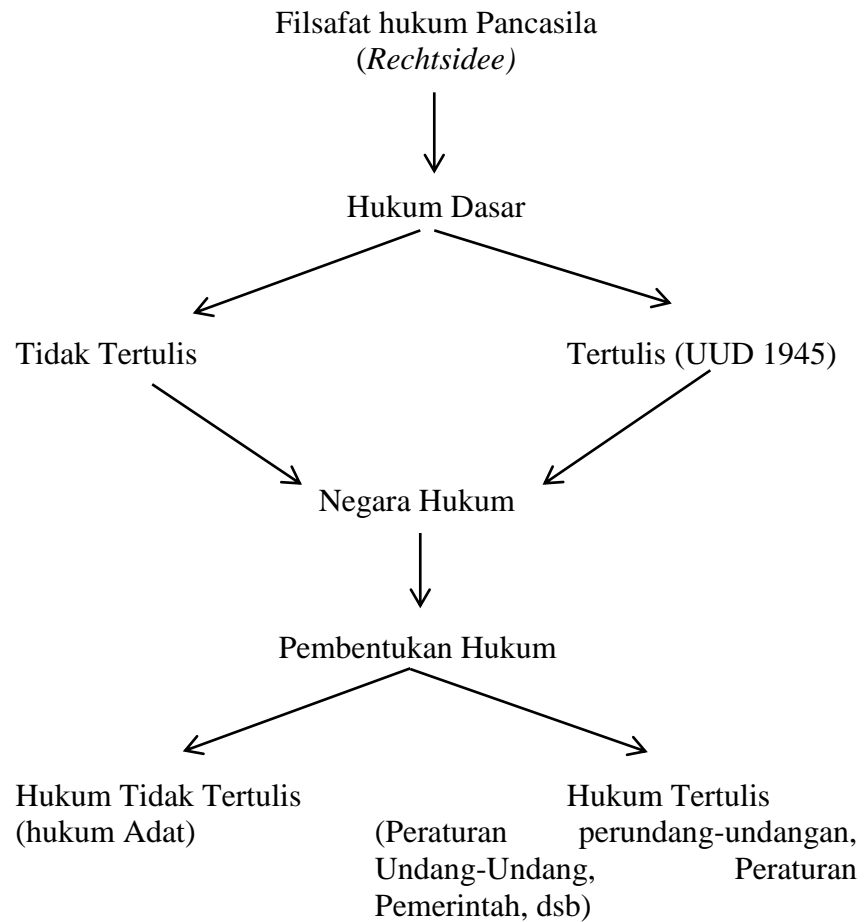 Filsafat hukum Pancasila
(Rechtsidee)
Hukum Dasar
Tidak Tertulis
Tertulis (UUD 1945)
Negara Hukum
Pembentukan Hukum
Hukum Tidak Tertulis
(hukum Adat)
Hukum Tertulis
(Peraturan perundang-undangan,
Undang-Undang, Peraturan
Pemerintah, dsb)